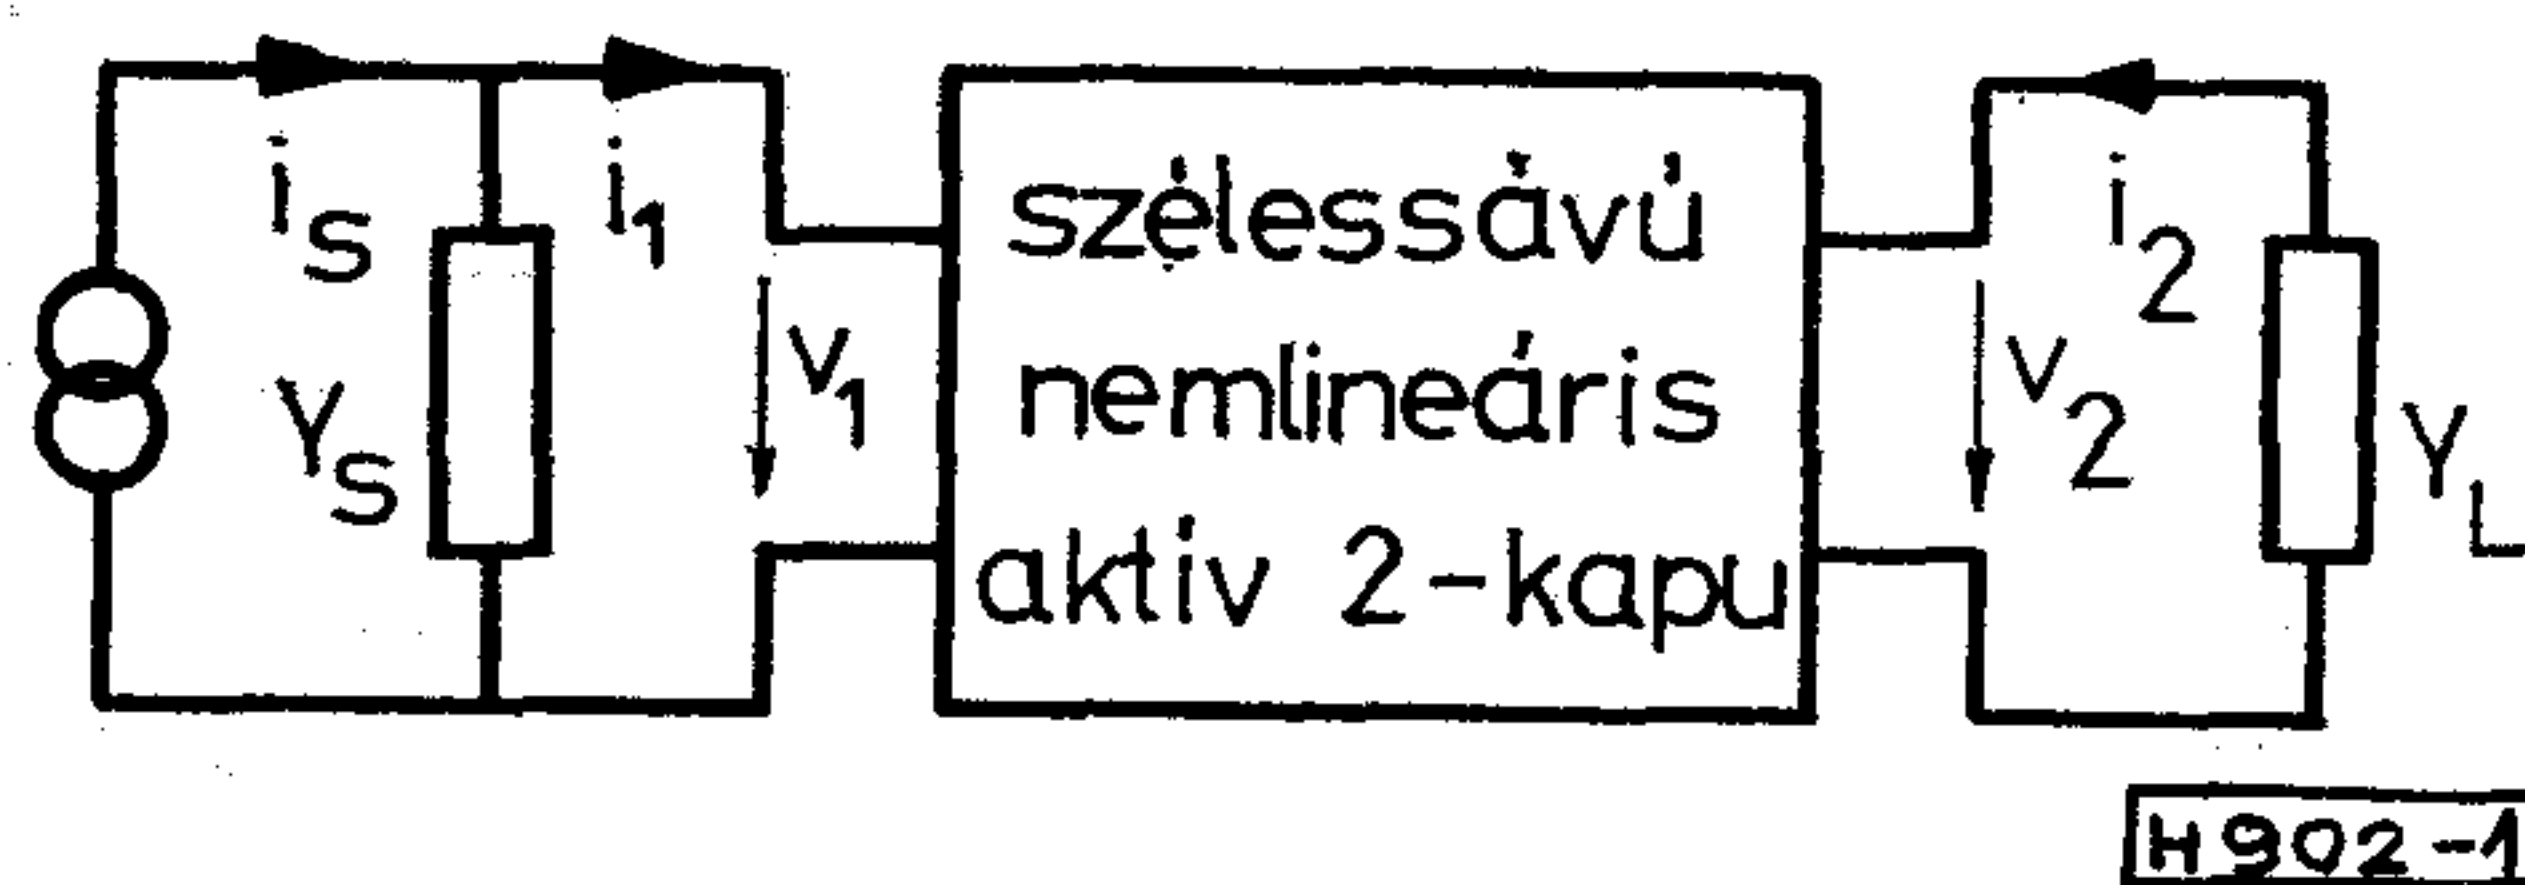 i_S
Y_S
i_1
v_1
szélessávú
nemlineáris
aktív 2-kapu
i_2
v_2
Y_L
H902-1